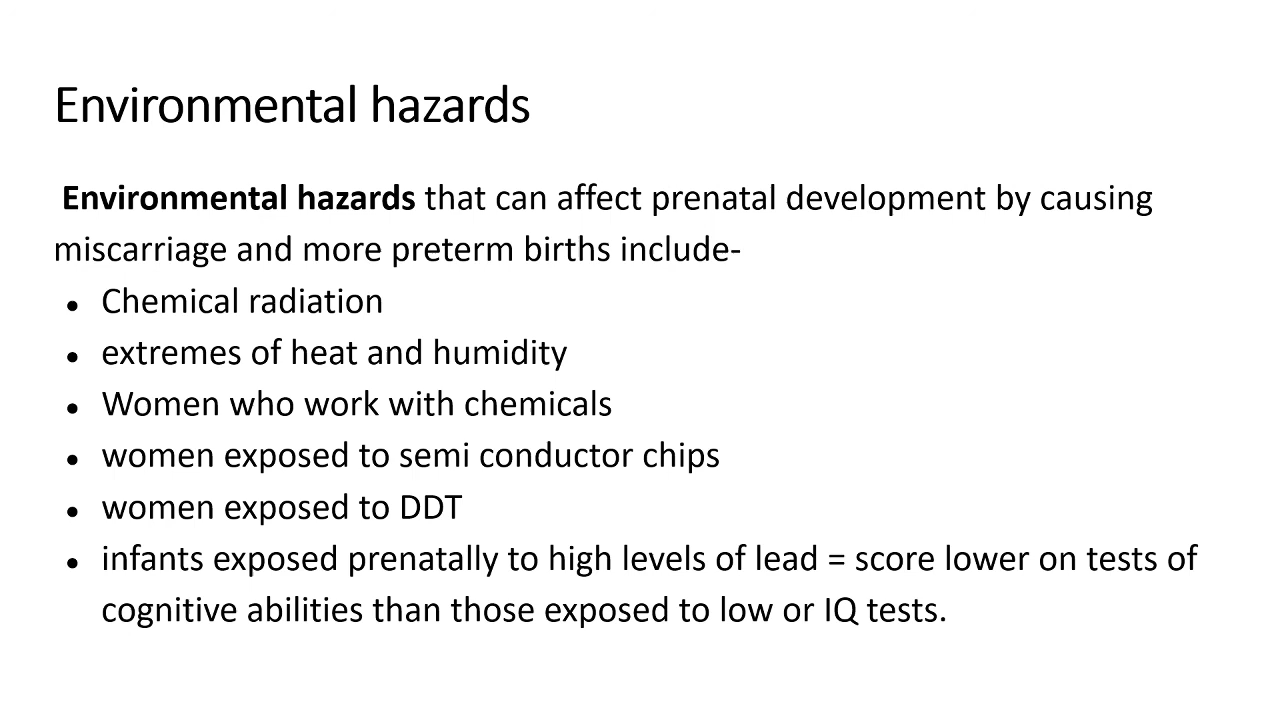 Environmental hazards
Environmental hazards that can affect prenatal development by causing
miscarriage and more preterm births include-
• Chemical radiation
• extremes of heat and humidity
• Women who work with chemicals
• women exposed to semi conductor chips
• women exposed to DDT
• infants exposed prenatally to high levels of lead = score lower on tests of
cognitive abilities than those exposed to low or IQ tests.